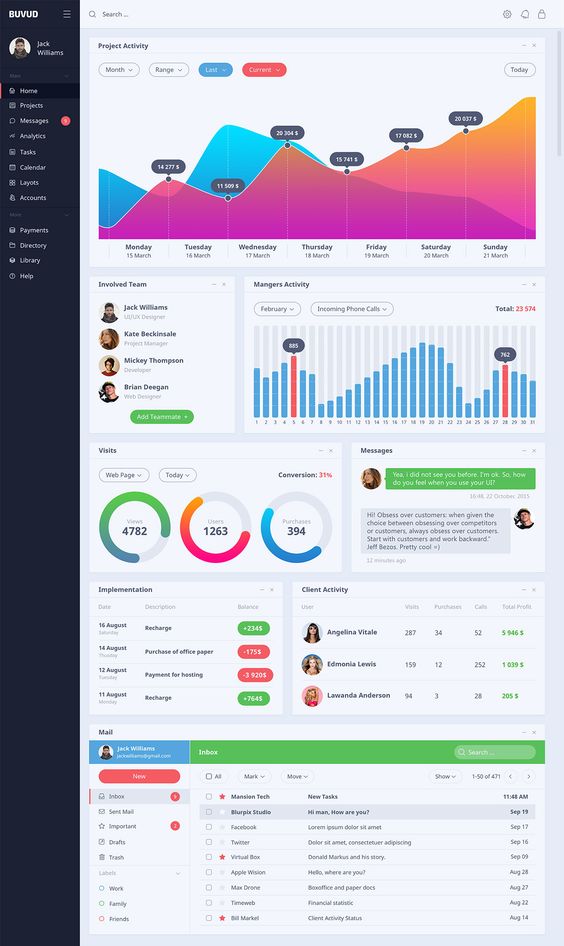 BUVUD
Search ...
Jack
Williams
Main
Home
Projects
Messages
9
Analytics
Tasks
Calendar
Layots
Accounts
More
Payments
Directory
Library
Help
Project Activity
Month
Range
Last
Current
Today
14 277 $
11 509 $
20 304 $
15 741 $
17 082 $
20 037 $
Monday Tuesday Wednesday Thursday Friday Saturday Sunday
15 March 16 March 17 March 18 March 19 March 20 March 21 March
Involved Team
Jack Williams
UI/UX Designer
Kate Beckinsale
Project Manager
Mickey Thompson
Developer
Brian Deegan
Web Designer
Add Teammate +
Mangers Activity
February
Incoming Phone Calls
Total: 23 574
885
762
1 2 3 4 5 6 7 8 9 10 11 12 13 14 15 16 17 18 19 20 21 22 23 24 25 26 27 28 29 30 31
Visits
Web Page
Today
Conversion: 31%
Views
4782
Users
1263
Purchases
394
Messages
Yea, i did not see you before. I'm ok. So, how
do you feel when you use your UI?
16:48, 22 October, 2015
Hi! Obsess over customers: when given the
choice between obsessing over competitors
or customers, always obsess over customers.
Start with customers and work backward."
Jeff Bezos. Pretty cool =)
12 minutes ago
Implementation
Date Description Balance
16 August
Saturday
Recharge
+234$
14 August
Thusday
Purchase of office paper
-175$
12 August
Tuesday
Payment for hosting
-3 920$
11 August
Monday
Recharge
+764$
Client Activity
User Visits Purchases Calls Total Profit
Angelina Vitale 287 34 52 5 946 $
Edmonia Lewis 159 12 252 1 039 $
Lawanda Anderson 94 3 28 205 $
Mail
Jack Williams
jackwilliams@gmail.com
New
Inbox 9
Sent Mail
Important 2
Drafts
Trash
Labels
Work
Family
Friends
Inbox
Search ...
All
Mark
Move
Show
1-50 of 471
Mansion Tech New Tasks 11:48 AM
Blurpix Studio Hi man, How are you? Sep 19
Facebook Lorem ipsum dolor sit amet Sep 17
Twitter Dolor sit amet, consectetuer adipiscing Sep 16
Virtual Box Donald Markus and his story. Sep 09
Apple Wision Hello, where are you? Aug 28
Max Drone Boxoffice and paper docs Aug 27
Timeweb Financial statistic Aug 22
Bill Markel Client Activity Status Aug 14